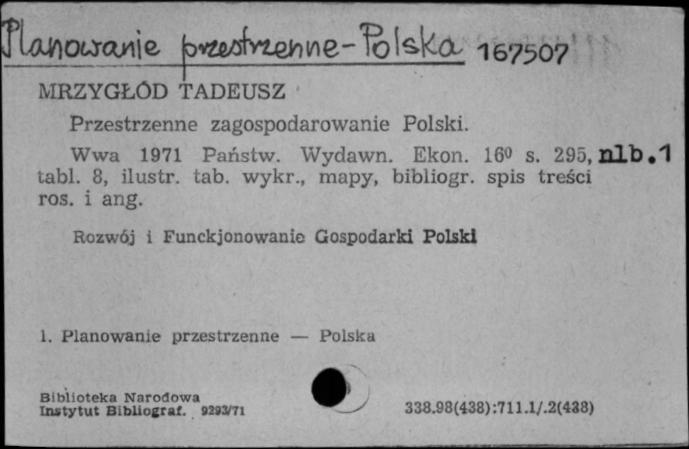 Planowanie przestrzenne - Polska 167507
MRZYGŁÓD TADEUSZ
Przestrzenne zagospodarowanie Polski.
Wwa 1971 Państw. Wydawn. Ekon. 16⁰ s. 295, nlb.1
tabl. 8, ilustr. tab. wykr., mapy, bibliogr. spis treści
ros. i ang.
Rozwój i Funckjonowanie Gospodarki Polski
1. Planowanie przestrzenne — Polska
Biblioteka Narodowa
Instytut Bibliograf. 9293/71
338.98(438):711.1/.2(438)